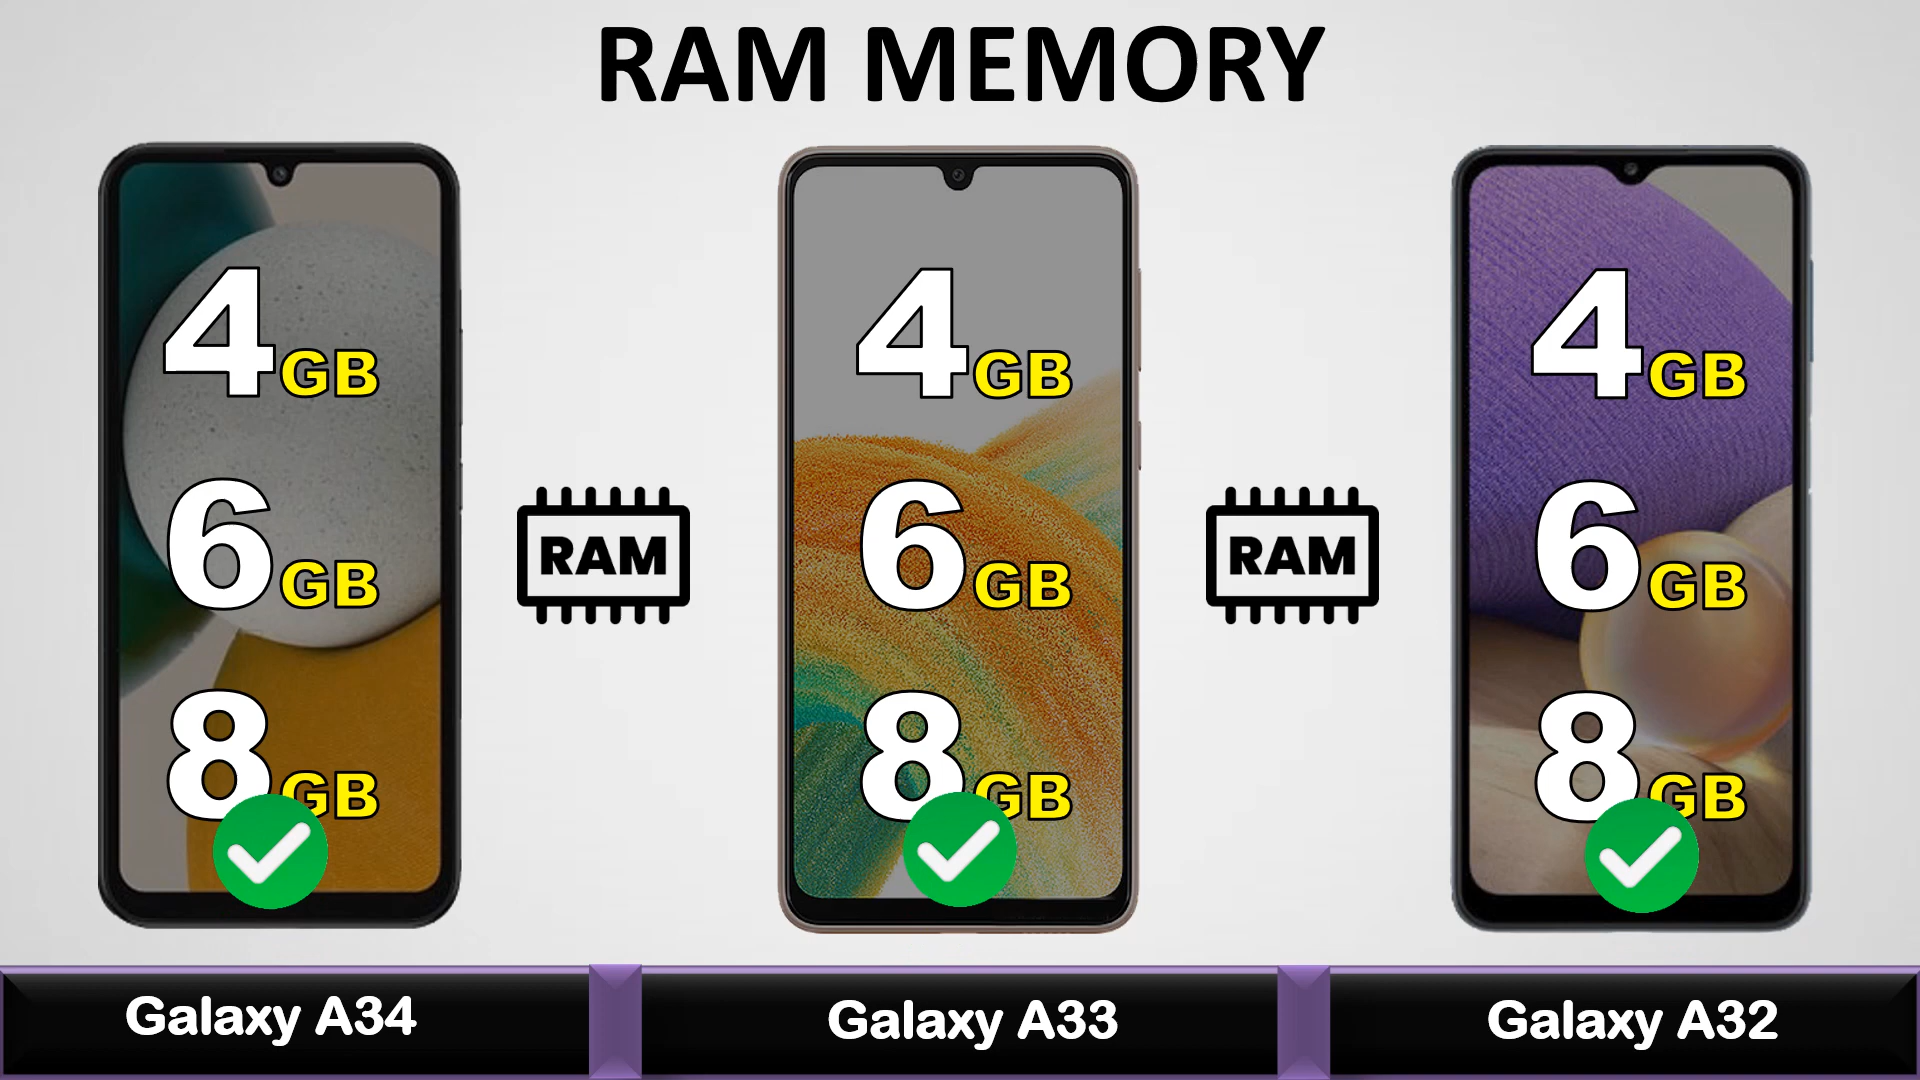 RAM MEMORY
4GB
6GB
8GB
RAM
4GB
6GB
8GB
RAM
4GB
6GB
8GB
Galaxy A34
Galaxy A33
Galaxy A32